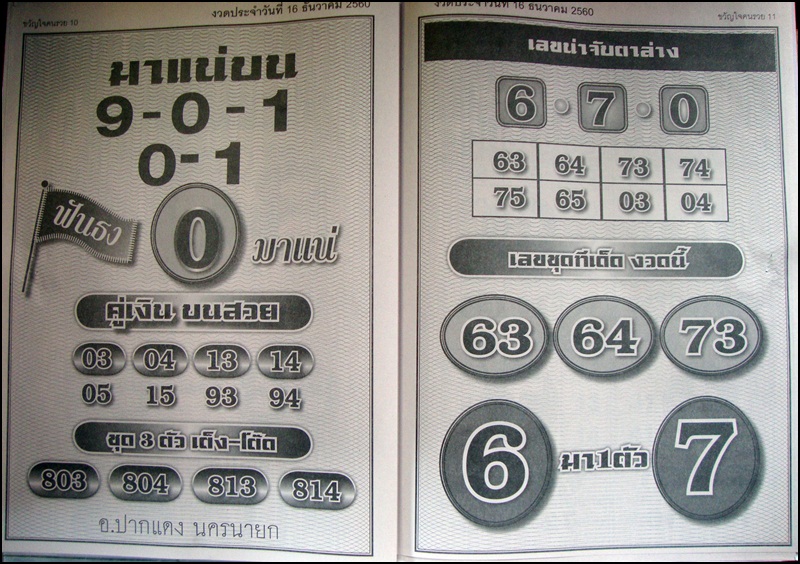 ขวัญใจคนรวย 10
งวดประจำวันที่ 16 ธันวาคม 2560
มาแน่บน
9-0-1
0-1
ฟันธง
0
มาแน่
คู่เงิน บนสวย
03 04 13 14
05 15 93 94
ชุด 3 ตัว เต็ง-โต๊ด
803 804 813 814
อ.ปากแดง นครนายก
งวดประจำวันที่ 16 ธันวาคม 2560
ขวัญใจคนรวย 11
เลขน่าจับตาล่าง
6.7.0
63 64 73 74
75 65 03 04
เลขชุดทีเด็ด งวดนี้
63 64 73
6 มา1ตัว 7